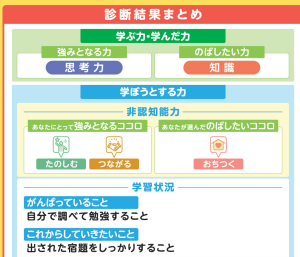 診断結果まとめ
学ぶ力・学んだ力
強みとなる力
のばしたい力
思考力
知識
学ぼうとする力
非認知能力
あなたにとって強みとなるココロ
あなたが選んだのばしたいココロ
たのしむ
つながる
おちつく
学習状況
がんばっていること
自分で調べて勉強すること
これからしていきたいこと
出された宿題をしっかりすること